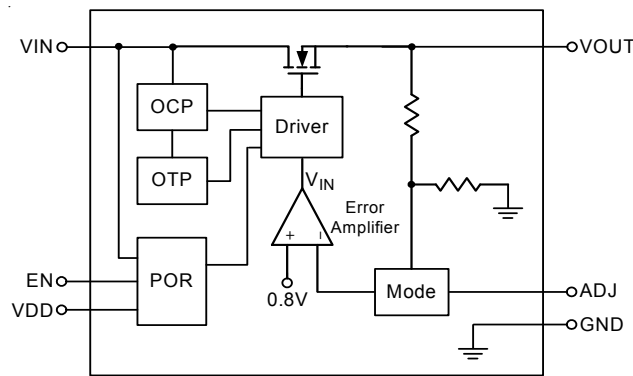 VIN
VOUT
OCP
Driver
OTP
VIN
Error
Amplifier
+ −
EN
POR
VDD
0.8V
Mode
ADJ
GND